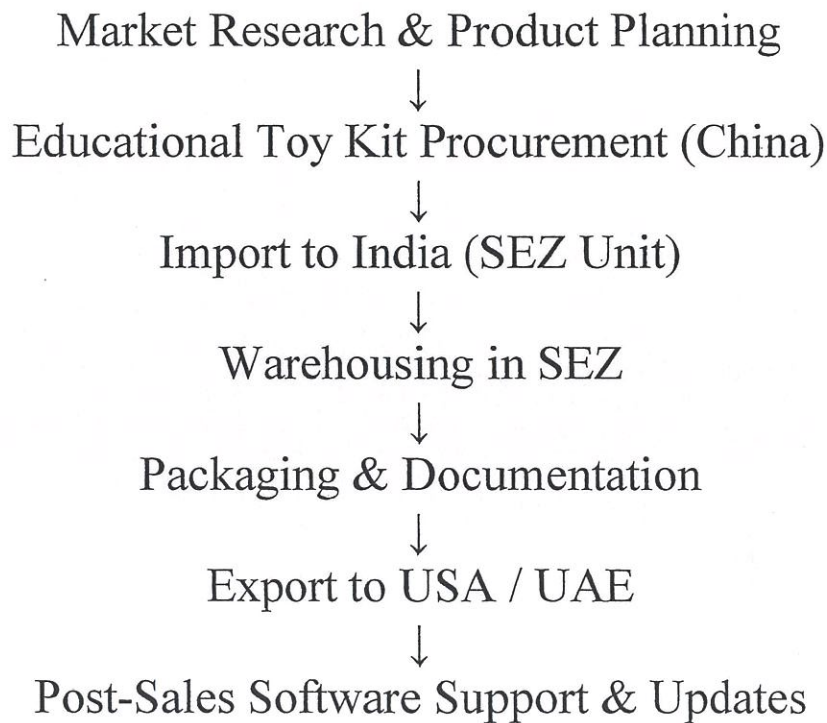 Market Research & Product Planning
↓
Educational Toy Kit Procurement (China)
↓
Import to India (SEZ Unit)
↓
Warehousing in SEZ
↓
Packaging & Documentation
↓
Export to USA / UAE
↓
Post-Sales Software Support & Updates